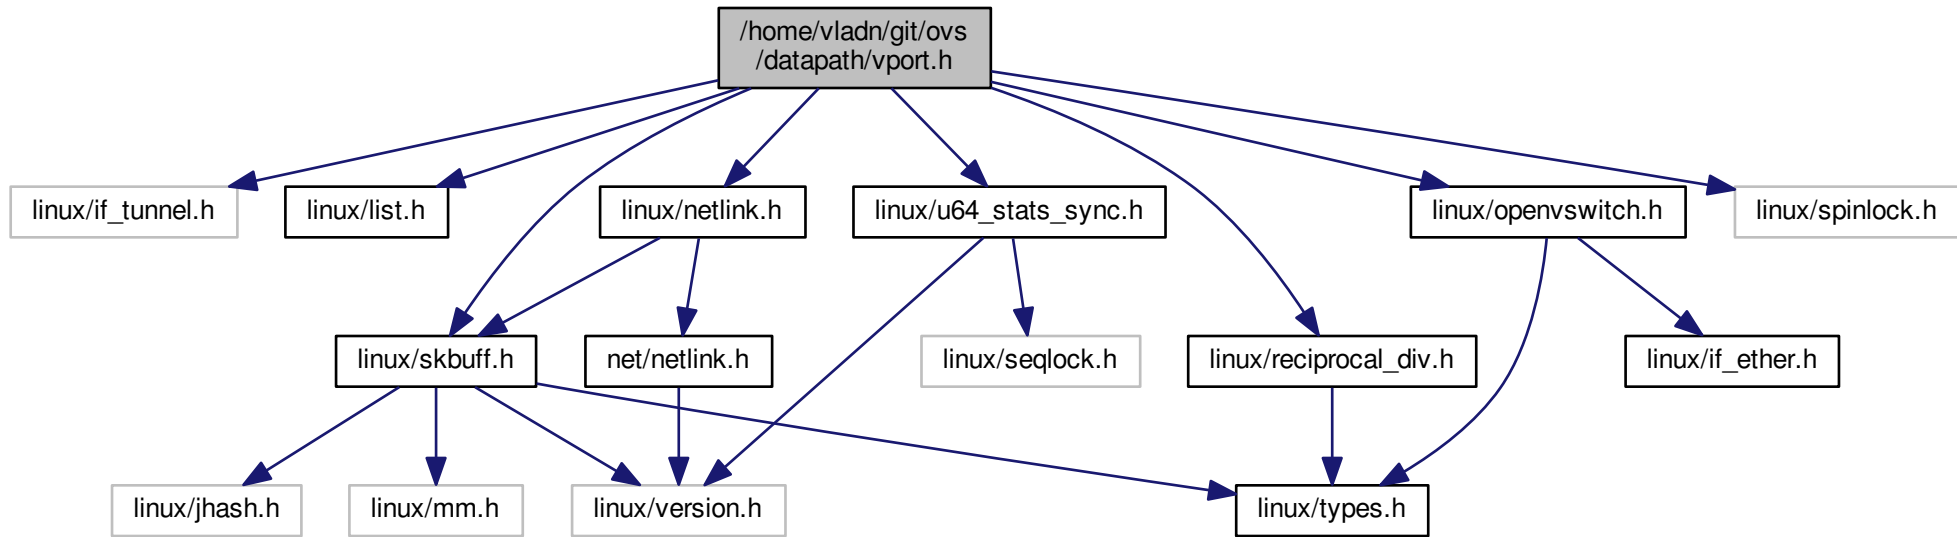 /home/vladn/git/ovs
/datapath/vport.h
linux/if_tunnel.h
linux/list.h
linux/netlink.h
linux/u64_stats_sync.h
linux/openvswitch.h
linux/spinlock.h
linux/skbuff.h
net/netlink.h
linux/seqlock.h
linux/reciprocal_div.h
linux/if_ether.h
linux/jhash.h
linux/mm.h
linux/version.h
linux/types.h